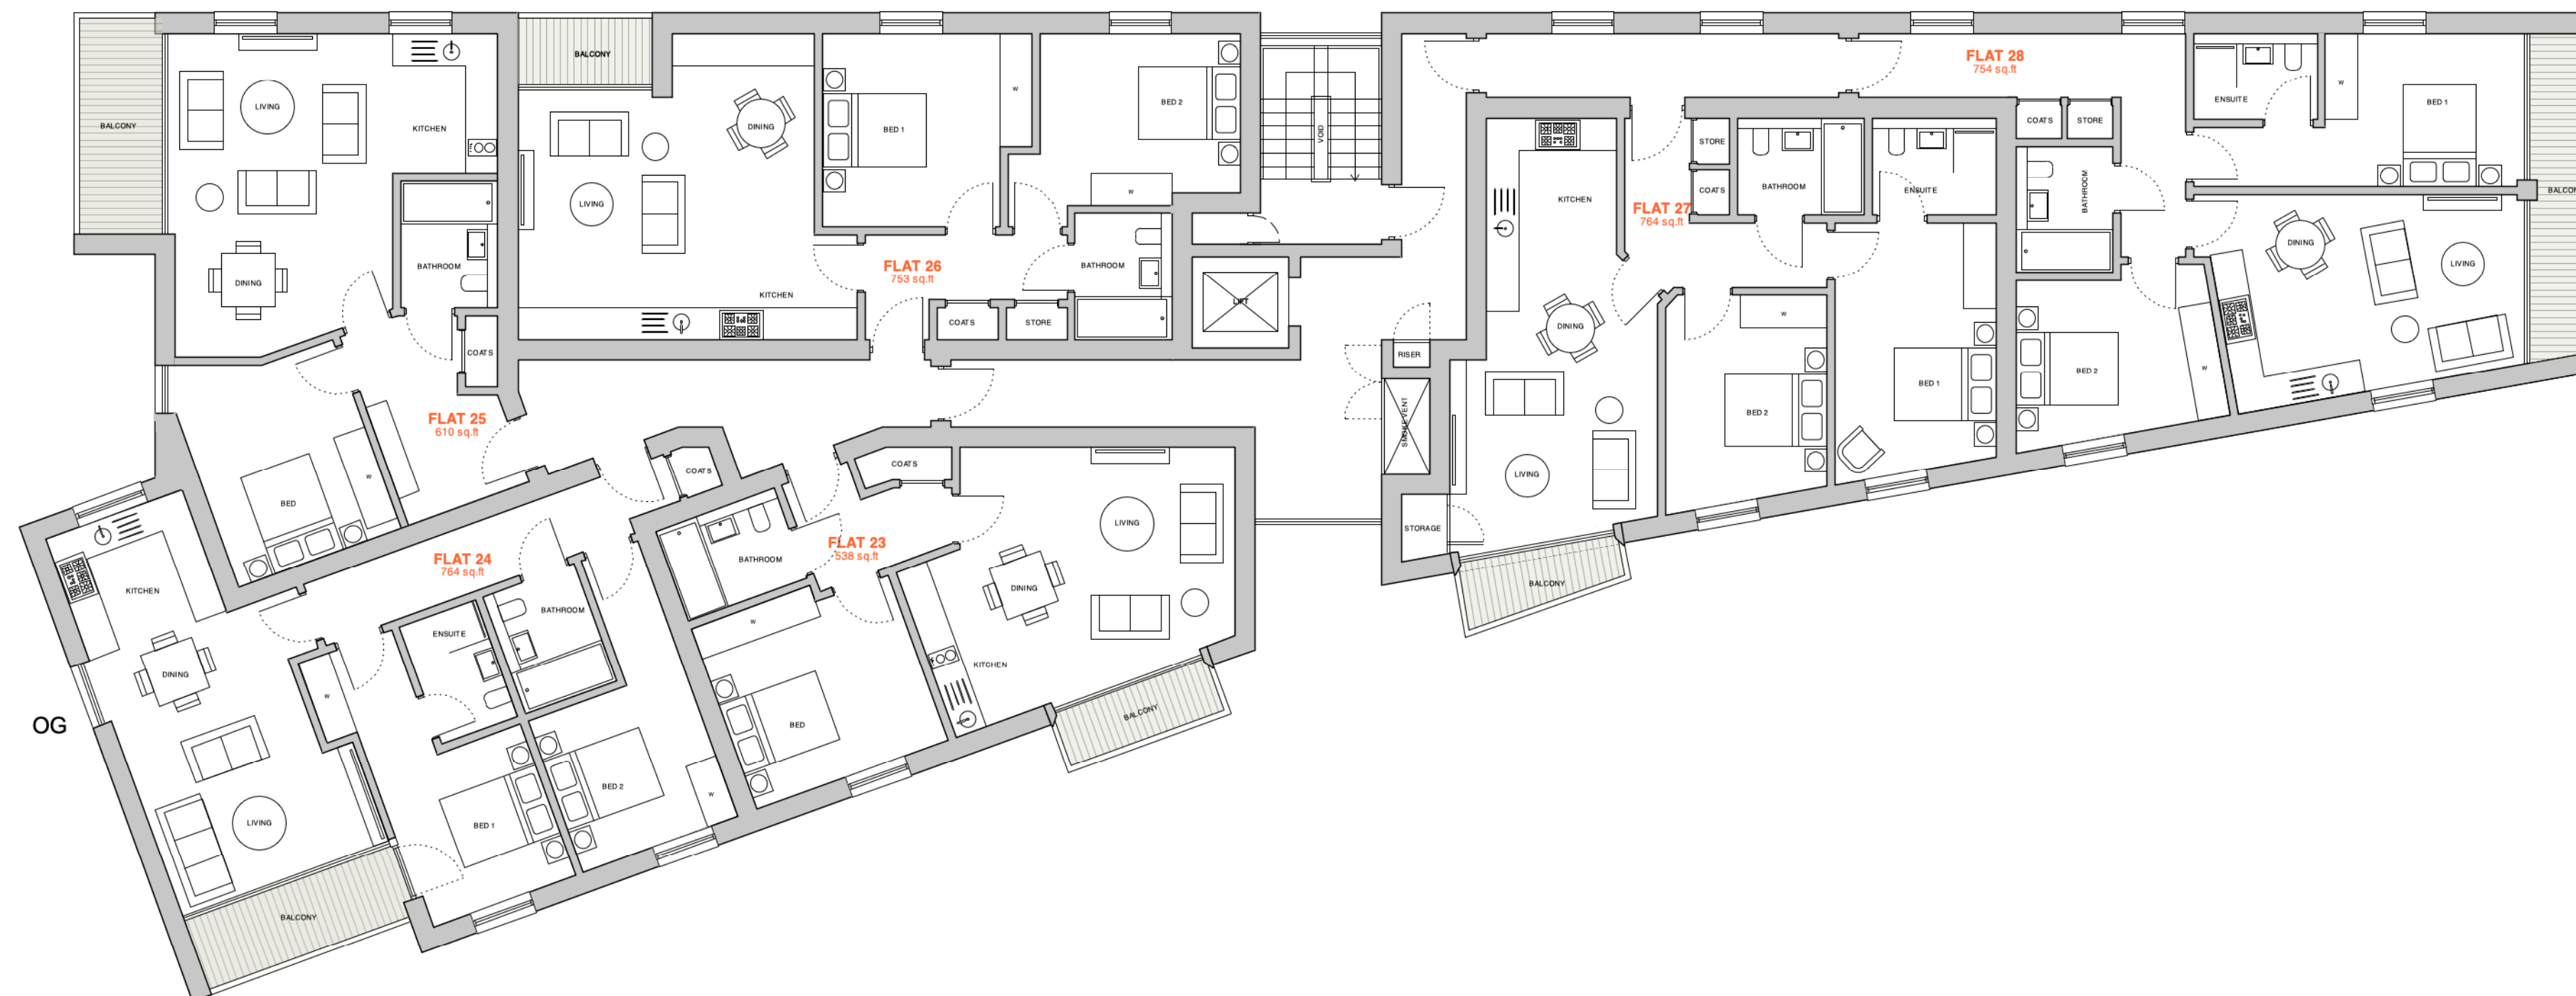 BALCONY
LIVING
KITCHEN
DINING
BATHROOM
COATS
FLAT 25
610 sq.ft
BED
W
BALCONY
LIVING
DINING
KITCHEN
BED 1
W
BED 2
W
FLAT 26
753 sq.ft
BATHROOM
COATS
STORE
VOID
LIFT
RISER
SMOKE VENT
STORAGE
KITCHEN
FLAT 27
764 sq.ft
STORE
COATS
BATHROOM
ENSUITE
DINING
LIVING
W
BED 2
BED 1
BALCONY
FLAT 28
754 sq.ft
COATS
STORE
BATHROOM
ENSUITE
W
BED 1
BALCON
DINING
LIVING
BED 2
W
OG
KITCHEN
DINING
LIVING
BALCONY
FLAT 24
764 sq.ft
COATS
W
ENSUITE
BATHROOM
BED 1
BED 2
W
COATS
FLAT 23
538 sq.ft
BATHROOM
W
BED
LIVING
DINING
KITCHEN
BALCONY